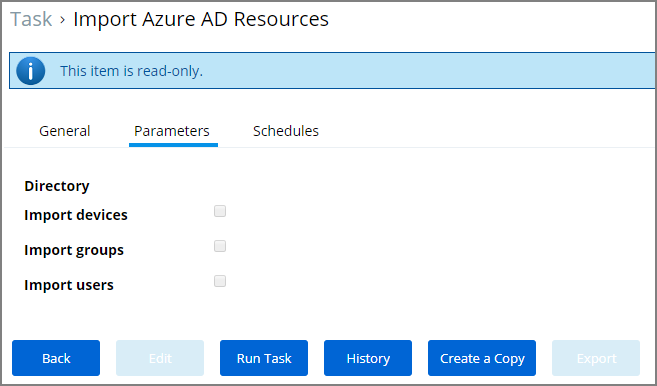 Task › Import Azure AD Resources
i This item is read-only.
General Parameters Schedules
Directory
Import devices
Import groups
Import users
Back Edit Run Task History Create a Copy Export